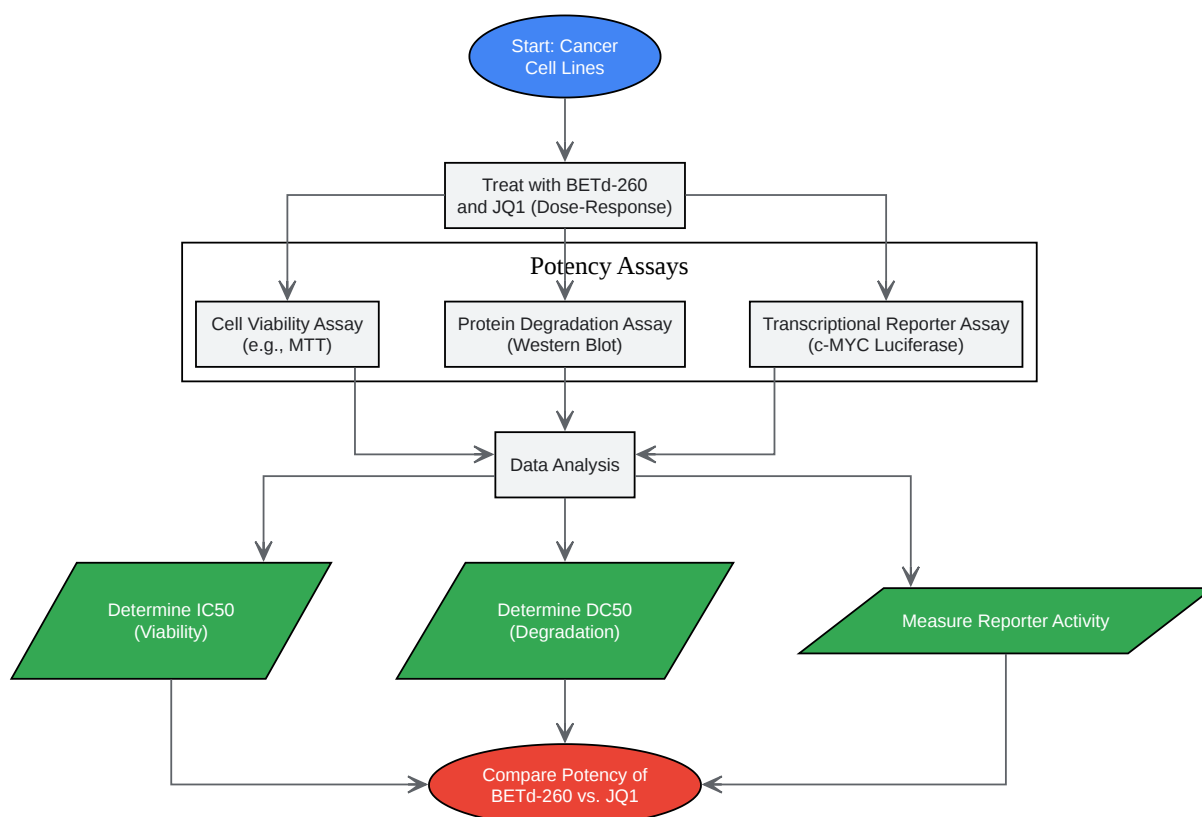 Start: Cancer
Cell Lines
Treat with BETd-260
and JQ1 (Dose-Response)
Potency Assays
Cell Viability Assay
(e.g., MTT)
Protein Degradation Assay
(Western Blot)
Transcriptional Reporter Assay
(c-MYC Luciferase)
Data Analysis
Determine IC50
(Viability)
Determine DC50
(Degradation)
Measure Reporter Activity
Compare Potency of
BETd-260 vs. JQ1